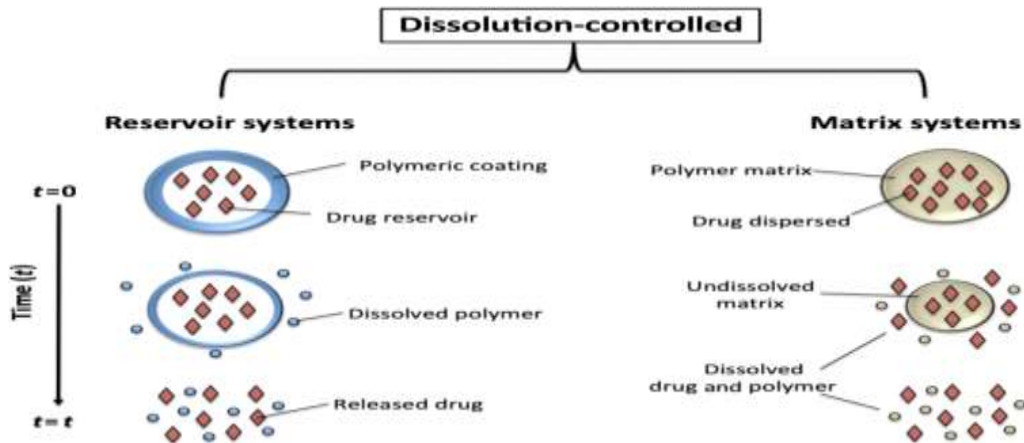 Dissolution-controlled
Reservoir systems
Matrix systems
Polymeric coating
Polymer matrix
t=0
Drug reservoir
Drug dispersed
Time (t)
Undissolved
matrix
Dissolved polymer
Dissolved
drug and polymer
Released drug
t= t